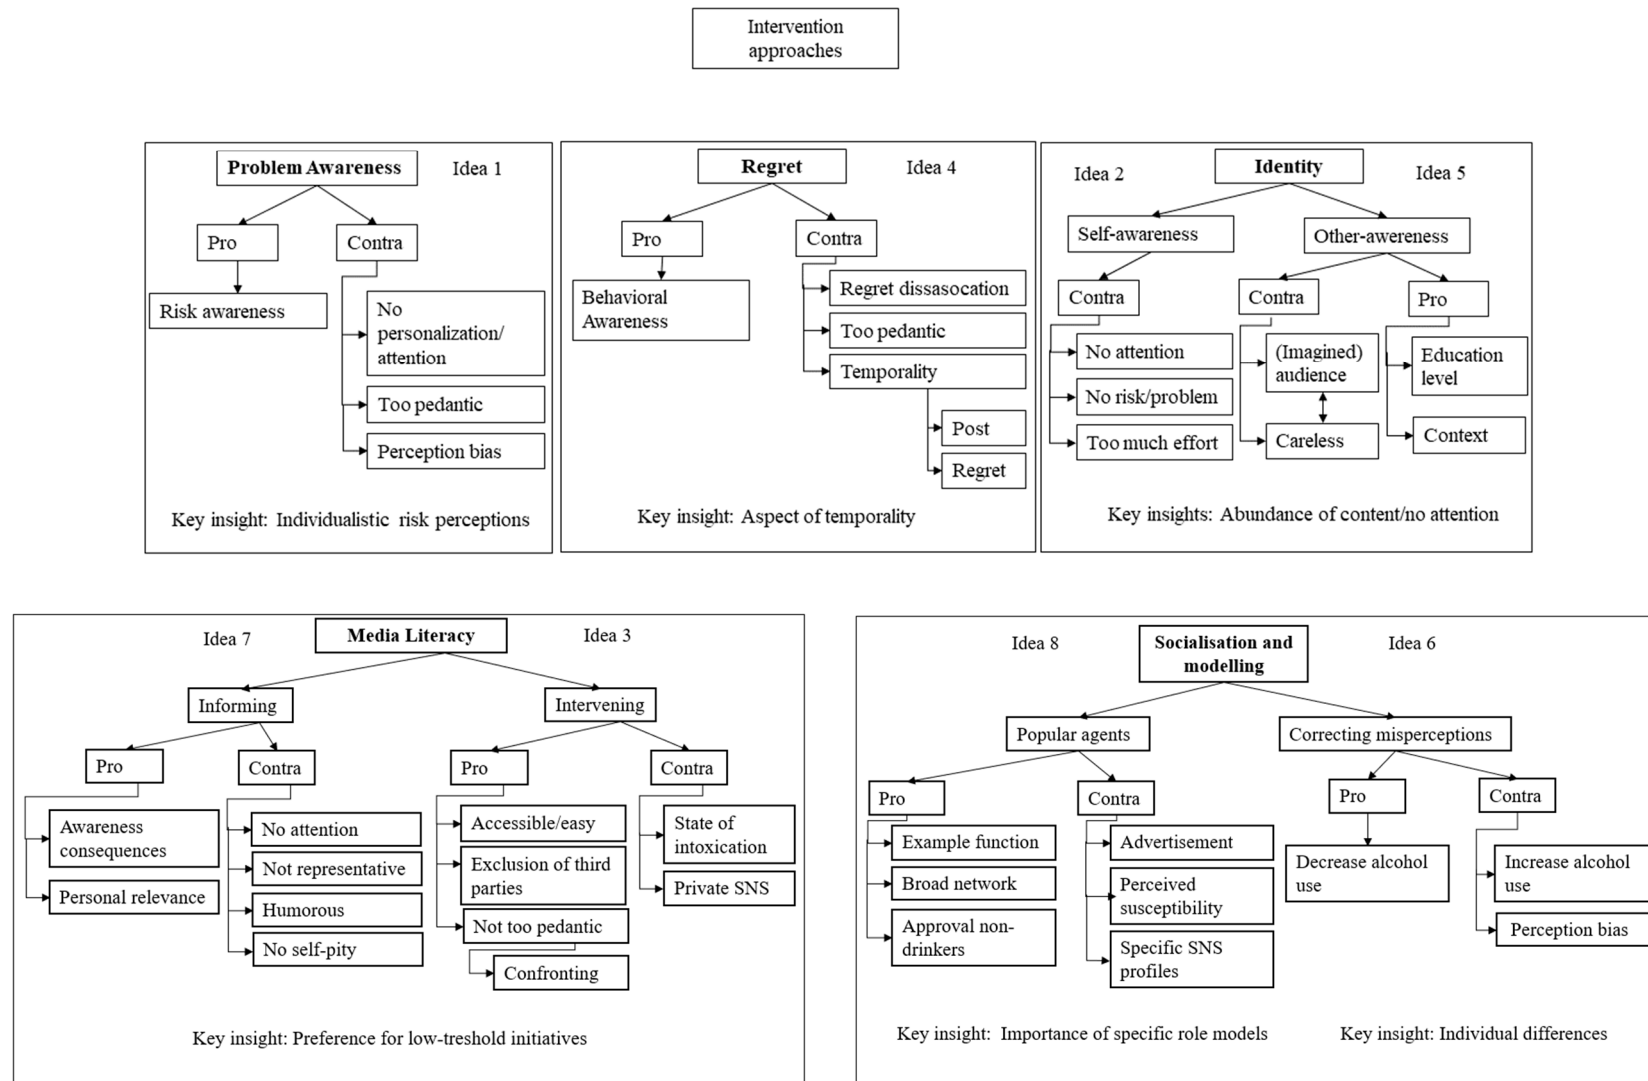 Intervention
approaches
Problem Awareness
Idea 1
Pro
Contra
Risk awareness
No
personalization/
attention
Too pedantic
Perception bias
Key insight: Individualistic risk perceptions
Regret
Idea 4
Pro
Contra
Behavioral
Awareness
Regret dissasocation
Too pedantic
Temporality
Post
Regret
Key insight: Aspect of temporality
Idea 2
Identity
Idea 5
Self-awareness
Other-awereness
Contra
Contra
Pro
No attention
No risk/problem
Too much effort
(Imagined)
audience
Careless
Education
level
Context
Key insights: Abundance of content/no attention
Idea 7
Media Literacy
Idea 3
Informing
Intervening
Pro
Contra
Pro
Contra
Awareness
consequences
Personal relevance
No attention
Not representative
Humorous
No self-pity
Accessible/easy
Exclusion of third
parties
Not too pedantic
Confronting
State of
intoxication
Private SNS
Key insight: Preference for low-treshold initiatives
Idea 8
Socialisation and
modelling
Idea 6
Popular agents
Correcting misperceptions
Pro
Contra
Pro
Contra
Example function
Broad network
Approval non-
drinkers
Advertisement
Perceived
susceptibility
Specific SNS
profiles
Decrease alcohol
use
Increase alcohol
use
Perception bias
Key insight: Importance of specific role models
Key insight: Individual differences